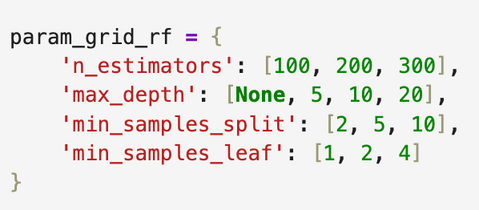 param_grid_rf = {
    'n_estimators': [100, 200, 300],
    'max_depth': [None, 5, 10, 20],
    'min_samples_split': [2, 5, 10],
    'min_samples_leaf': [1, 2, 4]
}